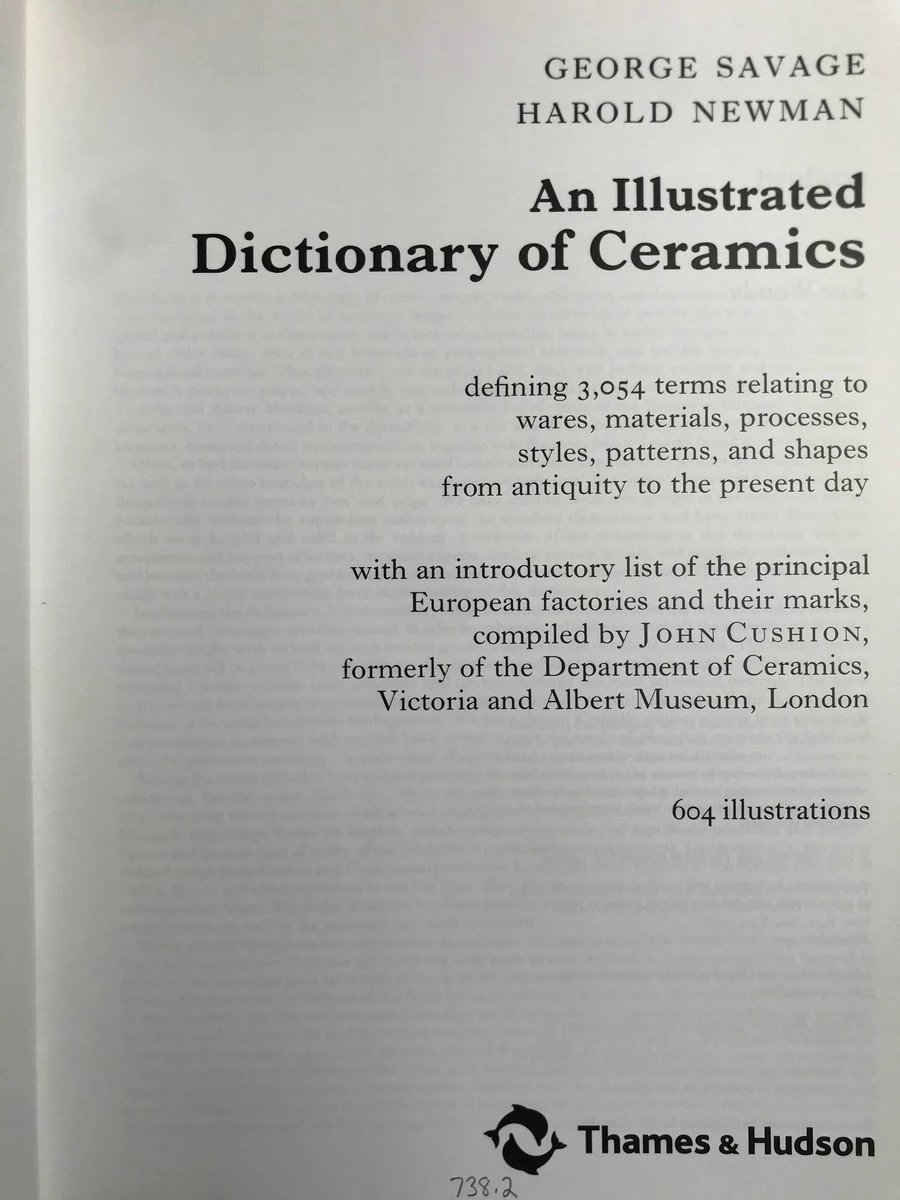 GEORGE SAVAGE
HAROLD NEWMAN
An Illustrated
Dictionary of Ceramics
defining 3,054 terms relating to
wares, materials, processes,
styles, patterns, and shapes
from antiquity to the present day
with an introductory list of the principal
European factories and their marks,
compiled by JOHN CUSHION,
formerly of the Department of Ceramics,
Victoria and Albert Museum, London
604 illustrations
Thames & Hudson
738.2